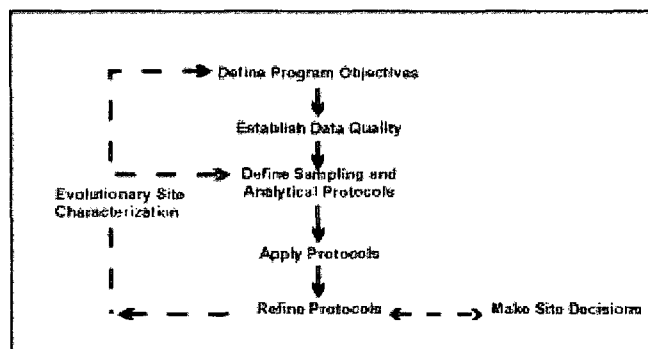 Define Program Objectives
Establish Data Quality
Define Sampling and
Analytical Protocols
Evolutionary Site
Characterization
Apply Protocols
Refine Protocols
Make Site Decisions